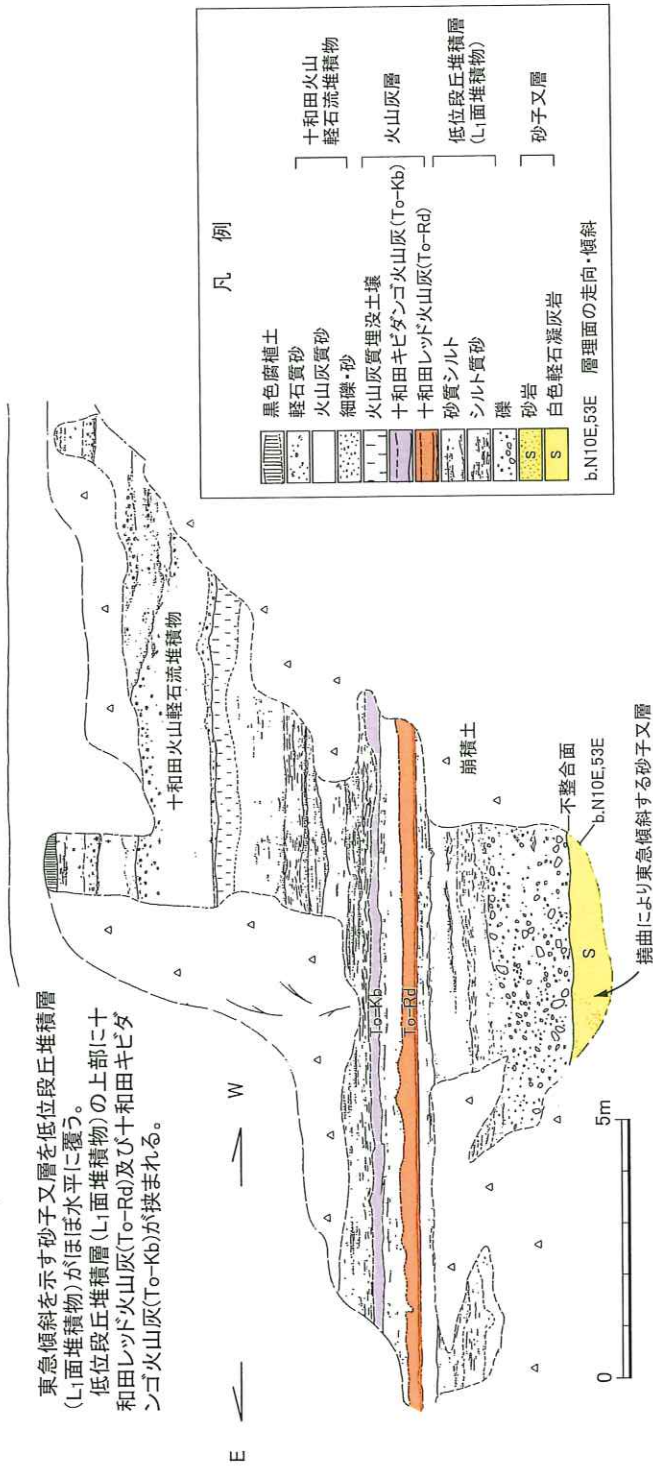 東急傾斜を示す砂子又層を低位段丘堆積層
(L1面堆積物)がほぼ水平に覆う。
低位段丘堆積層(L1面堆積物)の上部に十
和田レッド火山灰(To-Rd)及び十和田キビダ
ンゴ火山灰(To-Kb)が挟まれる。
E
W
十和田火山軽石流堆積物
To-Kb
To-Rd
崩積土
不整合面
b.N10E,53E
S
撓曲により東急傾斜する砂子又層
0
5m
凡 例
黒色腐植土
軽石質砂
火山灰質砂
細礫・砂
火山灰質埋没土壌
十和田キビダンゴ火山灰(To-Kb)
十和田レッド火山灰(To-Rd)
砂質シルト
シルト質砂
礫
S
砂岩
S
白色軽石凝灰岩
十和田火山
軽石流堆積物
火山灰層
低位段丘堆積層
(L1面堆積物)
砂子又層
b.N10E,53E 層理面の走向・傾斜